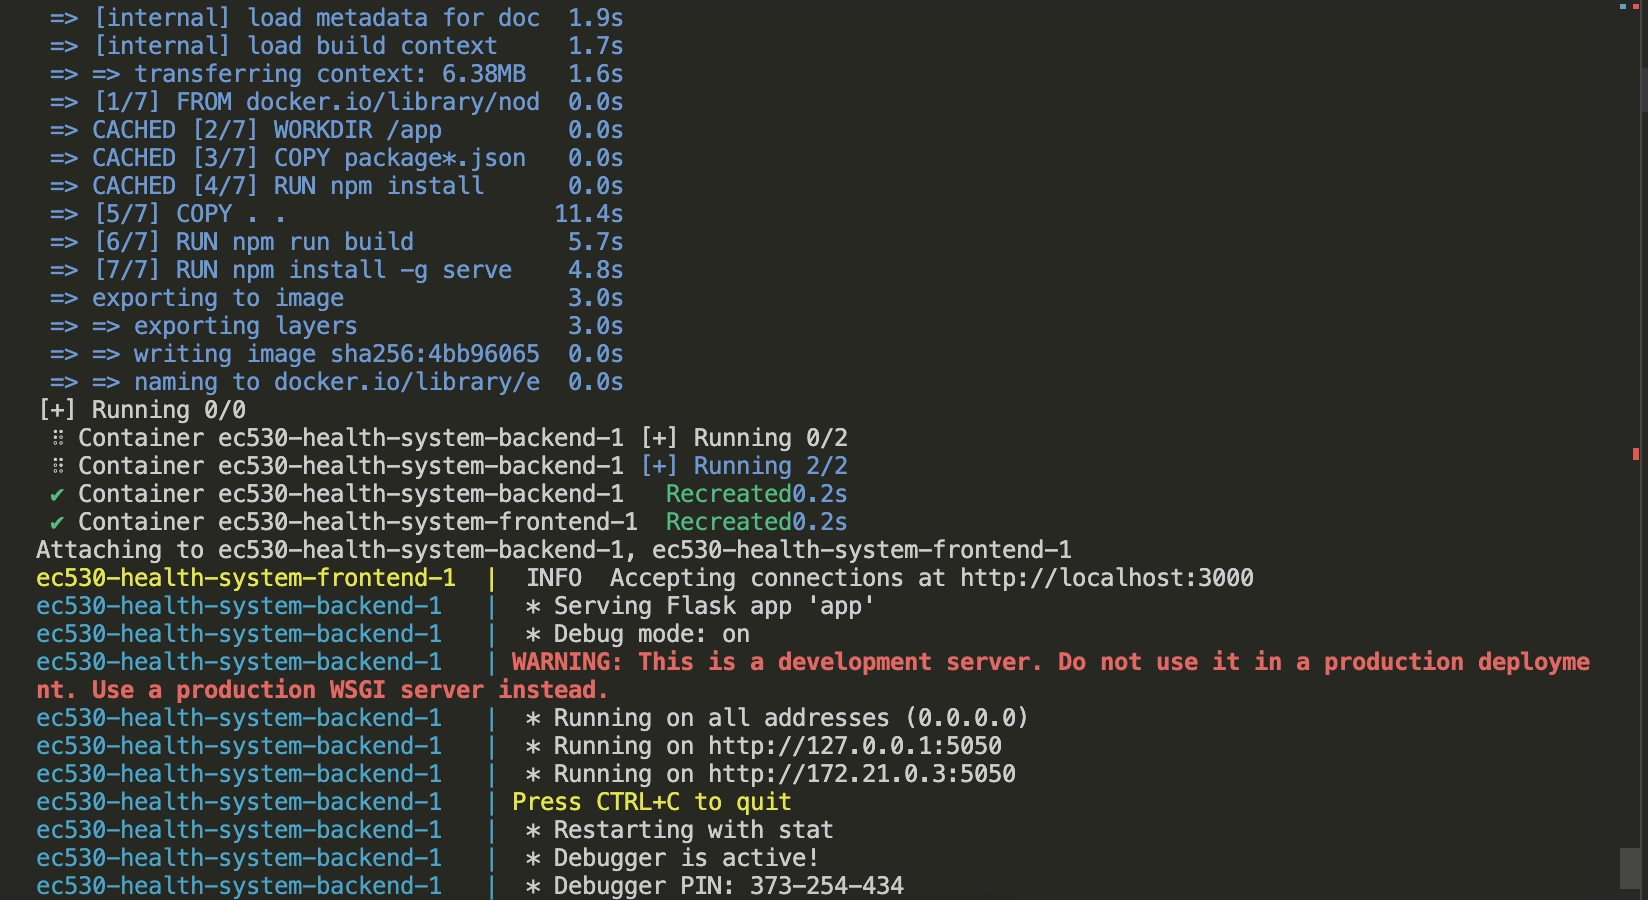 => [internal] load metadata for doc 1.9s
=> [internal] load build context 1.7s
=> => transferring context: 6.38MB 1.6s
=> [1/7] FROM docker.io/library/nod 0.0s
=> CACHED [2/7] WORKDIR /app 0.0s
=> CACHED [3/7] COPY package*.json 0.0s
=> CACHED [4/7] RUN npm install 0.0s
=> [5/7] COPY . . 11.4s
=> [6/7] RUN npm run build 5.7s
=> [7/7] RUN npm install -g serve 4.8s
=> exporting to image 3.0s
=> => exporting layers 3.0s
=> => writing image sha256:4bb96065 0.0s
=> => naming to docker.io/library/e 0.0s
[+] Running 0/0
⠿ Container ec530-health-system-backend-1 [+] Running 0/2
⠿ Container ec530-health-system-backend-1 [+] Running 2/2
✔ Container ec530-health-system-backend-1 Recreated0.2s
✔ Container ec530-health-system-frontend-1 Recreated0.2s
Attaching to ec530-health-system-backend-1, ec530-health-system-frontend-1
ec530-health-system-frontend-1 | INFO Accepting connections at http://localhost:3000
ec530-health-system-backend-1 | * Serving Flask app 'app'
ec530-health-system-backend-1 | * Debug mode: on
ec530-health-system-backend-1 | WARNING: This is a development server. Do not use it in a production deployme
nt. Use a production WSGI server instead.
ec530-health-system-backend-1 | * Running on all addresses (0.0.0.0)
ec530-health-system-backend-1 | * Running on http://127.0.0.1:5050
ec530-health-system-backend-1 | * Running on http://172.21.0.3:5050
ec530-health-system-backend-1 | Press CTRL+C to quit
ec530-health-system-backend-1 | * Restarting with stat
ec530-health-system-backend-1 | * Debugger is active!
ec530-health-system-backend-1 | * Debugger PIN: 373-254-434